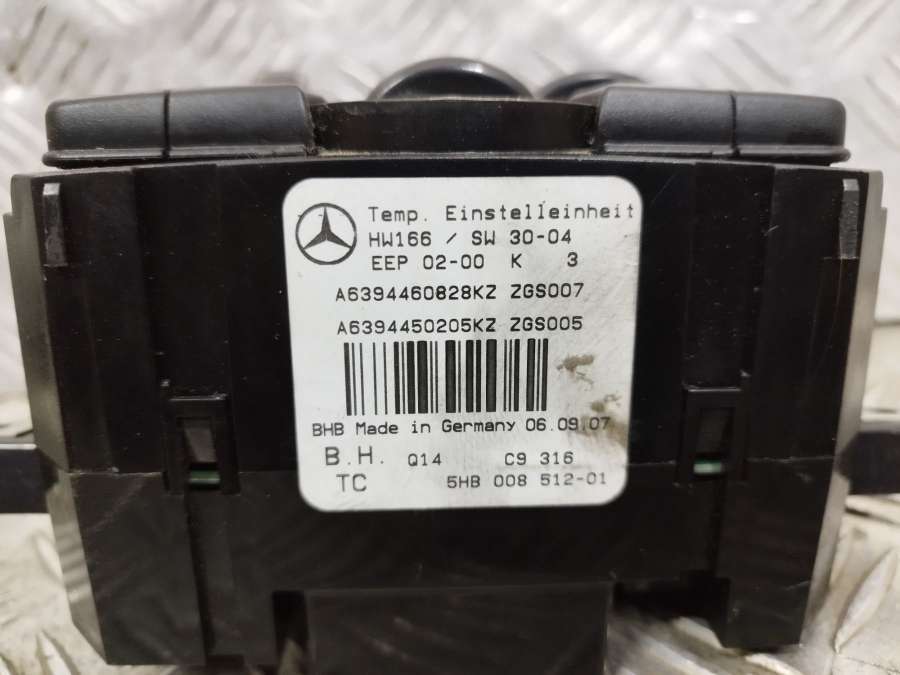 Temp. Einstelleinheit
HW166 / SW 30-04
EEP 02-00 K 3
A6394460828KZ ZGS007
A6394450205KZ ZGS005
BHB Made in Germany 06.09.07
B.H. Q14 C9 316
TC 5HB 008 512-01